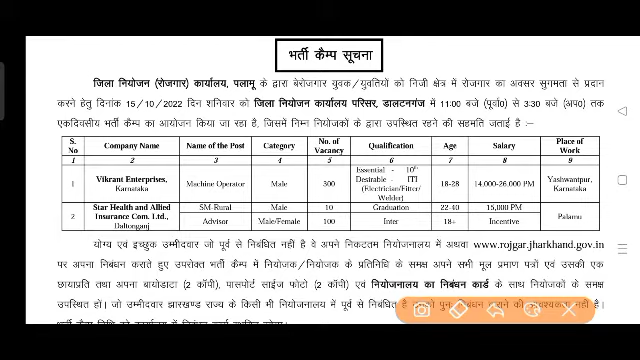 भर्ती कैम्प सूचना
जिला नियोजन (रोजगार) कार्यालय, पलामू के द्वारा बेरोजगार युवक/युवतियों को निजी क्षेत्र में रोजगार का अवसर सुगमता से प्रदान
करने हेतु दिनांक 15/10/2022 दिन शनिवार को जिला नियोजन कार्यालय परिसर, डाल्टनगंज में 11:00 बजे (पूर्वा0) से 3:30 बजे (अप0) तक
एकदिवसीय भर्ती कैम्प का आयोजन किया जा रहा है, जिसमें निम्न नियोजकों के द्वारा उपस्थित रहने की सहमति जताई है :-
S. No Company Name Name of the Post Category No. of Vacancy Qualification Age Salary Place of Work
1 2 3 4 5 6 7 8 9
1 Vikrant Enterprises, Karnataka Machine Operator Male 300 Essential - 10th Desirable - ITI (Electrician/Fitter/ Welder) 18-28 14,000-26,000 PM Yashwantpur, Karnataka
2 Star Health and Allied Insurance Com. Ltd., Daltonganj SM-Rural Male 10 Graduation 22-40 15,000 PM Palamu
Advisor Male/Female 100 Inter 18+ Incentive
योग्य एवं इच्छुक उम्मीदवार जो पूर्व से निबंधित नहीं है वे अपने निकटतम नियोजनालय में अथवा www.rojgar.jharkhand.gov.in
पर अपना निबंधन कराते हुए उपरोक्त भर्ती कैम्प में नियोजक/नियोजक के प्रतिनिधि के समक्ष अपने सभी मूल प्रमाण पत्रों एवं उसकी एक
छायाप्रति तथा अपना बायोडाटा (2 कॉपी), पासपोर्ट साईज फोटो (2 कॉपी) एवं नियोजनालय का निबंधन कार्ड के साथ नियोजकों के समक्ष
उपस्थित हों। जो उम्मीदवार झारखण्ड राज्य के किसी भी नियोजनालय में पूर्व से निबंधित है निबंधन कराने की आवश्यकता नहीं है।